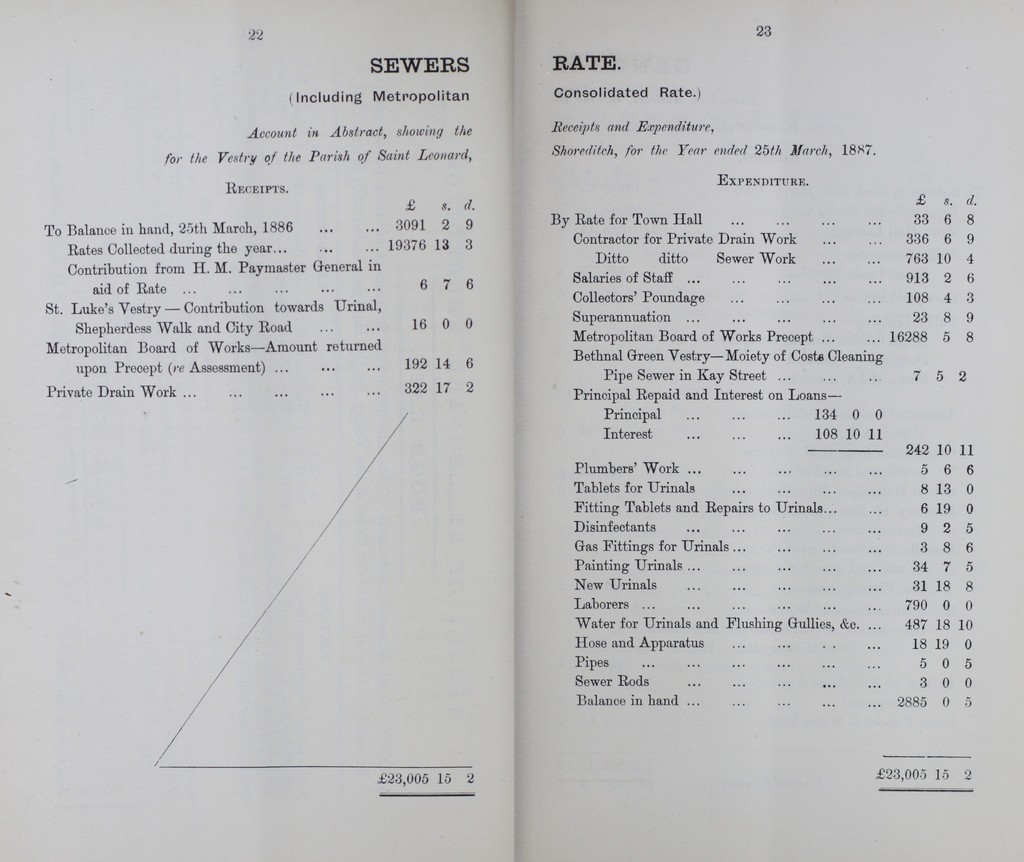 22
SEWERS
(Including Metropolitan
Account in Abstract, showing the
for the Vestry of the Parish of Saint Leonard,
RECEIPTS.
£ s. d.
To Balance in hand, 25th March, 1886 ... ... 3091 2 9
Rates Collected during the year... ... ... 19376 13 3
Contribution from H. M. Paymaster General in
aid of Rate ... ... ... ... ... 6 7 6
St. Luke's Vestry — Contribution towards Urinal,
Shepherdess Walk and City Road ... ... 16 0 0
Metropolitan Board of Works—Amount returned
upon Precept (re Assessment) ... ... ... 192 14 6
Private Drain Work ... ... ... ... ... 322 17 2
£23,005 15 2
23
RATE.
Consolidated Rate.)
Receipts and Expenditure,
Shoreditch, for the Year ended 25th March, 1887.
EXPENDITURE.
£ s. d.
By Rate for Town Hall ... ... ... ... 33 6 8
Contractor for Private Drain Work ... ... 336 6 9
Ditto ditto Sewer Work ... ... 763 10 4
Salaries of Staff ... ... ... ... ... 913 2 6
Collectors' Poundage ... ... ... ... 108 4 3
Superannuation ... ... ... ... ... 23 8 9
Metropolitan Board of Works Precept ... ... 16288 5 8
Bethnal Green Vestry—Moiety of Costs Cleaning
Pipe Sewer in Kay Street ... ... .. 7 5 2
Principal Repaid and Interest on Loans—
Principal ... ... ... 134 0 0
Interest ... ... ... 108 10 11
242 10 11
Plumbers' Work ... ... ... ... ... 5 6 6
Tablets for Urinals ... ... ... ... 8 13 0
Fitting Tablets and Repairs to Urinals... ... 6 19 0
Disinfectants ... ... ... ... ... 9 2 5
Gas Fittings for Urinals ... ... ... ... 3 8 6
Painting Urinals ... ... ... ... ... 34 7 5
New Urinals ... ... ... ... ... 31 18 8
Laborers ... ... ... ... ... ... 790 0 0
Water for Urinals and Flushing Gullies, &c. ... 487 18 10
Hose and Apparatus ... ... .. ... 18 19 0
Pipes ... ... ... ... ... ... 5 0 5
Sewer Rods ... ... ... ... ... 3 0 0
Balance in hand ... ... ... ... ... 2885 0 5
£23,005 15 2